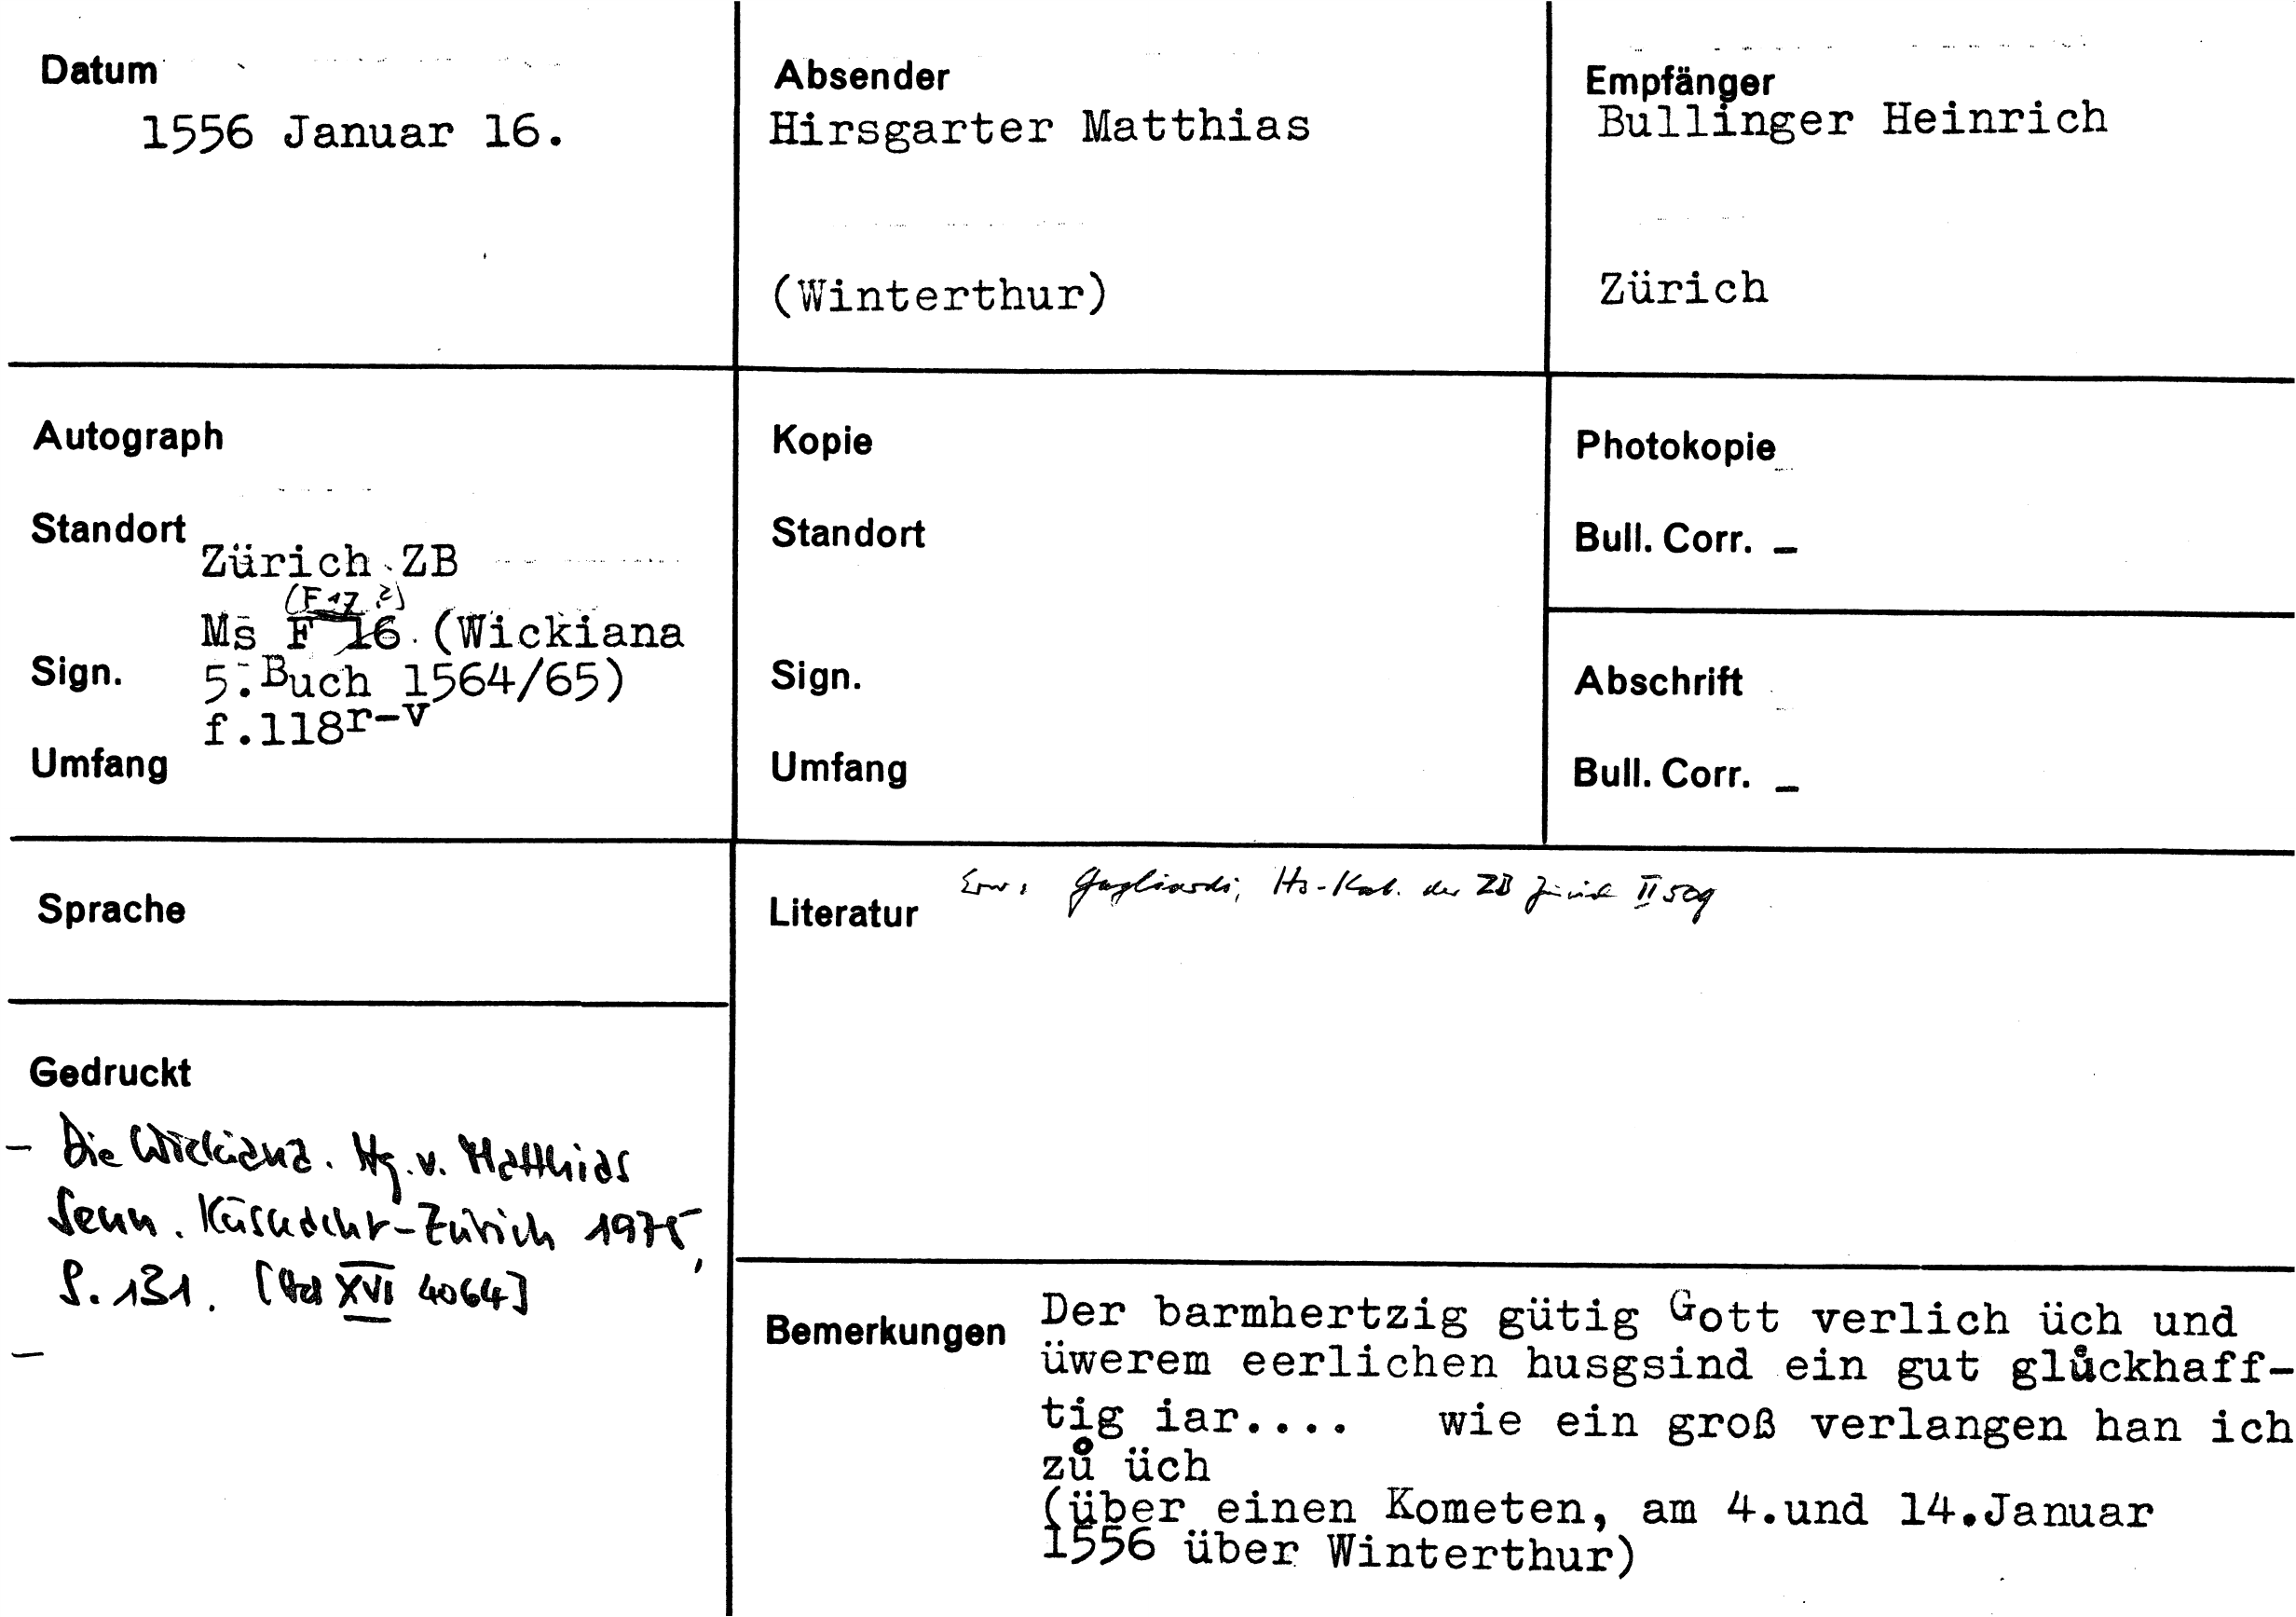 Datum
1556 Januar 16.
Absender
Hirsgarter Matthias
(Winterthur)
Empfänger
Bullinger Heinrich
Zürich
Autograph
Standort
Zürich ZB
(F 17 ?)
Ms F 16 (Wickiana
Sign. 5. Buch 1564/65)
f.118r-v
Umfang
Kopie
Standort
Sign.
Umfang
Photokopie
Bull. Corr. –
Abschrift
Bull. Corr. –
Sprache
Literatur Erw. Gagliardi, Hs-Kat. der ZB Zürich II 509
Gedruckt
– Die Wickiana. Hg. v. Matthias
Senn. Küsnacht-Zürich 1975,
S. 131. [XVI 4064]
–
Bemerkungen Der barmhertzig gütig Gott verlich üch und
üwerem eerlichen husgsind ein gut glůckhaff-
tig iar.... wie ein groß verlangen han ich
zů üch
(über einen Kometen, am 4.und 14.Januar
1556 über Winterthur)